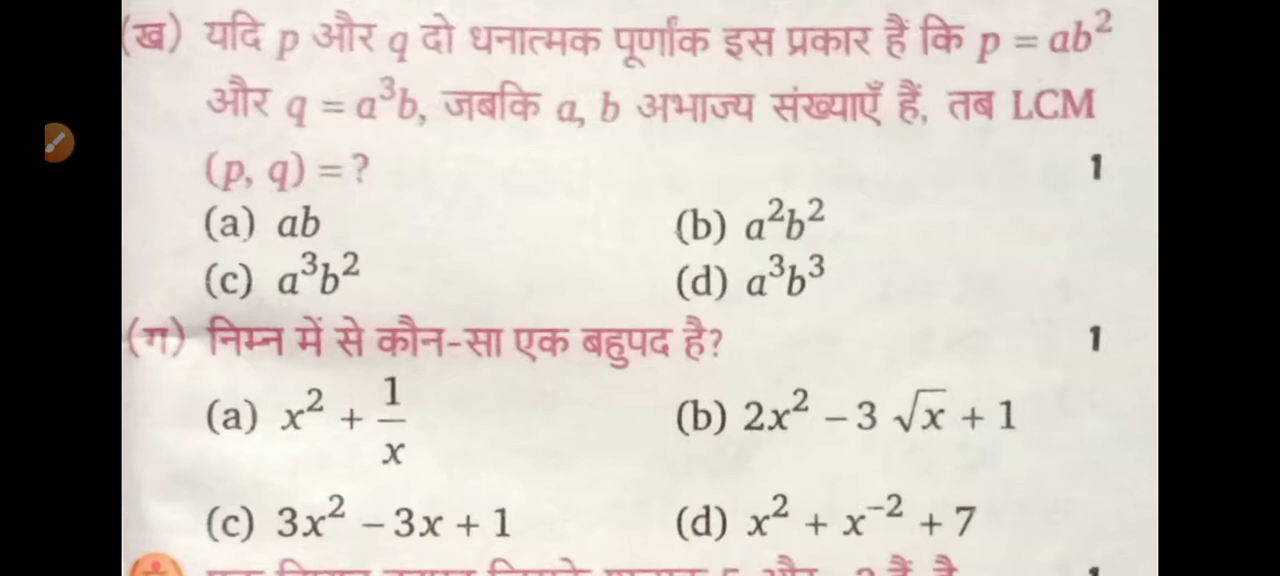 (ख) यदि p और q दो धनात्मक पूर्णांक इस प्रकार हैं कि p = ab²
और q = a³b, जबकि a, b अभाज्य संख्याएँ हैं, तब LCM
(p, q) = ? 1
(a) ab (b) a²b²
(c) a³b² (d) a³b³
(ग) निम्न में से कौन-सा एक बहुपद है? 1
(a) x² + 1/x (b) 2x² – 3 √x + 1
(c) 3x² – 3x + 1 (d) x² + x⁻² + 7